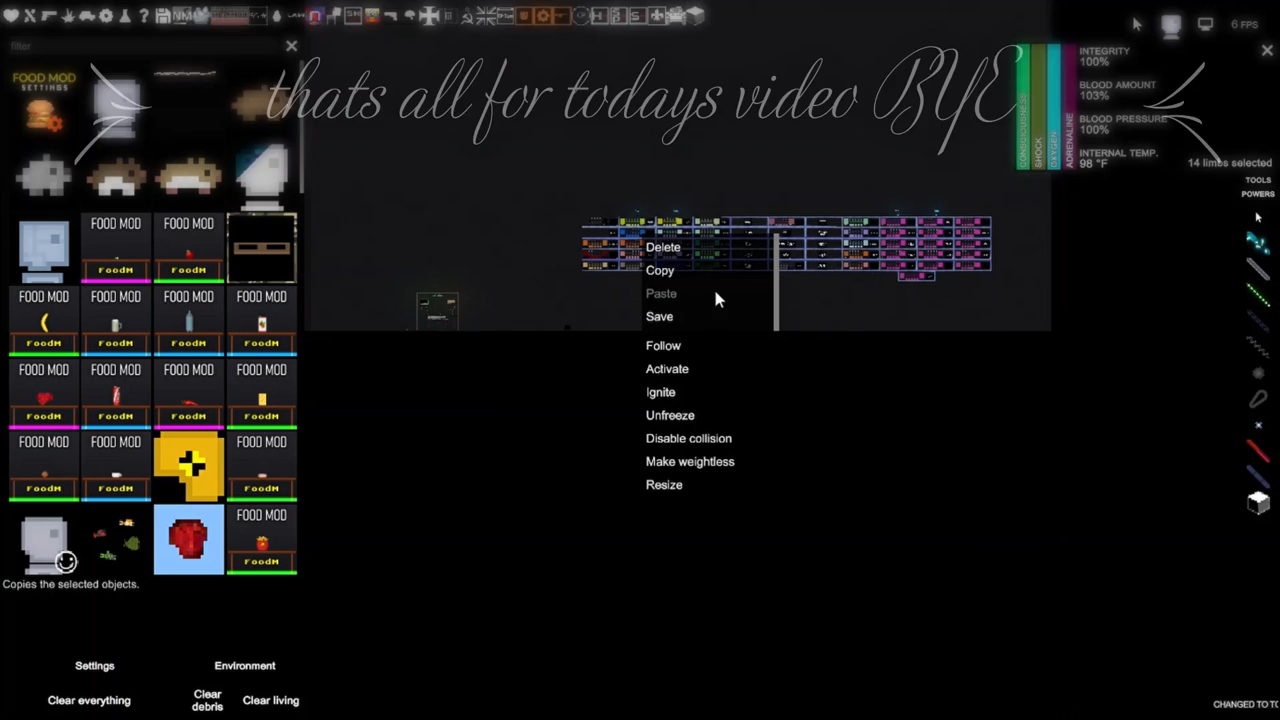 6 FPS
filter
thats all for todays video BYE
FOOD MOD
SETTINGS
CONSCIOUSNESS
SHOCK
OXYGEN
ADRENALINE
INTEGRITY
100%
BLOOD AMOUNT
103%
BLOOD PRESSURE
100%
INTERNAL TEMP.
98 °F
14 limbs selected
TOOLS
POWERS
FOOD MOD
FoodM
FOOD MOD
FoodM
FOOD MOD
FoodM
FOOD MOD
FoodM
FOOD MOD
FoodM
FOOD MOD
FoodM
FOOD MOD
FoodM
FOOD MOD
FoodM
FOOD MOD
FoodM
FOOD MOD
FoodM
FOOD MOD
FoodM
FOOD MOD
FoodM
FOOD MOD
FoodM
FOOD MOD
FoodM
Delete
Copy
Paste
Save
Follow
Activate
Ignite
Unfreeze
Disable collision
Make weightless
Resize
Copies the selected objects.
Settings
Environment
Clear everything
Clear
debris
Clear living
CHANGED TO